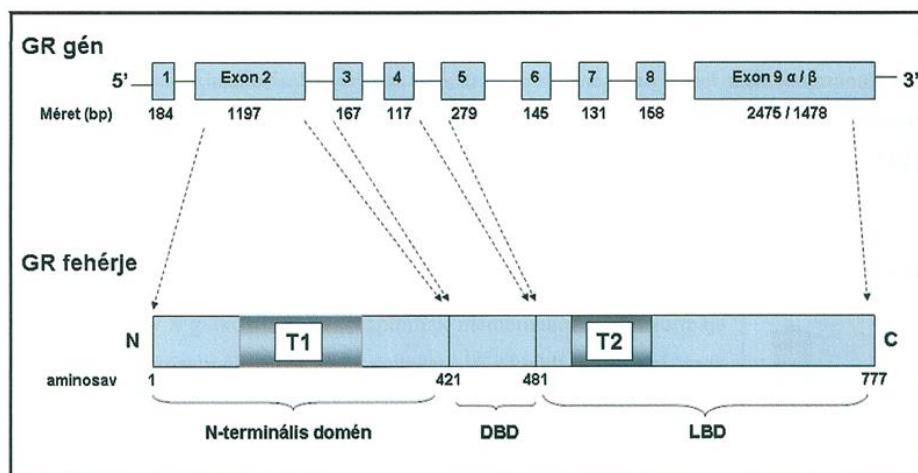 GR gén
5’ 1 Exon 2 3 4 5 6 7 8 Exon 9 α / β 3’
Méret (bp) 184 1197 167 117 279 145 131 158 2475 / 1478
GR fehérje
N T1 T2 C
aminosav 1 421 481 777
N-terminális domén DBD LBD